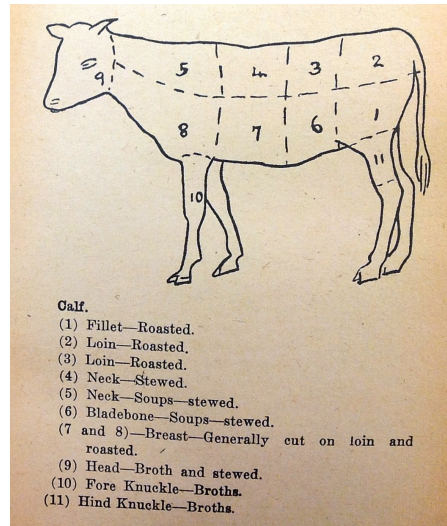 5
4
3
2
9
8
7
6
1
11
10
Calf.
(1) Fillet—Roasted.
(2) Loin—Roasted.
(3) Loin—Roasted.
(4) Neck—Stewed.
(5) Neck—Soups—stewed.
(6) Bladebone—Soups—stewed.
(7 and 8)—Breast—Generally cut on loin and
roasted.
(9) Head—Broth and stewed.
(10) Fore Knuckle—Broths.
(11) Hind Knuckle—Broths.